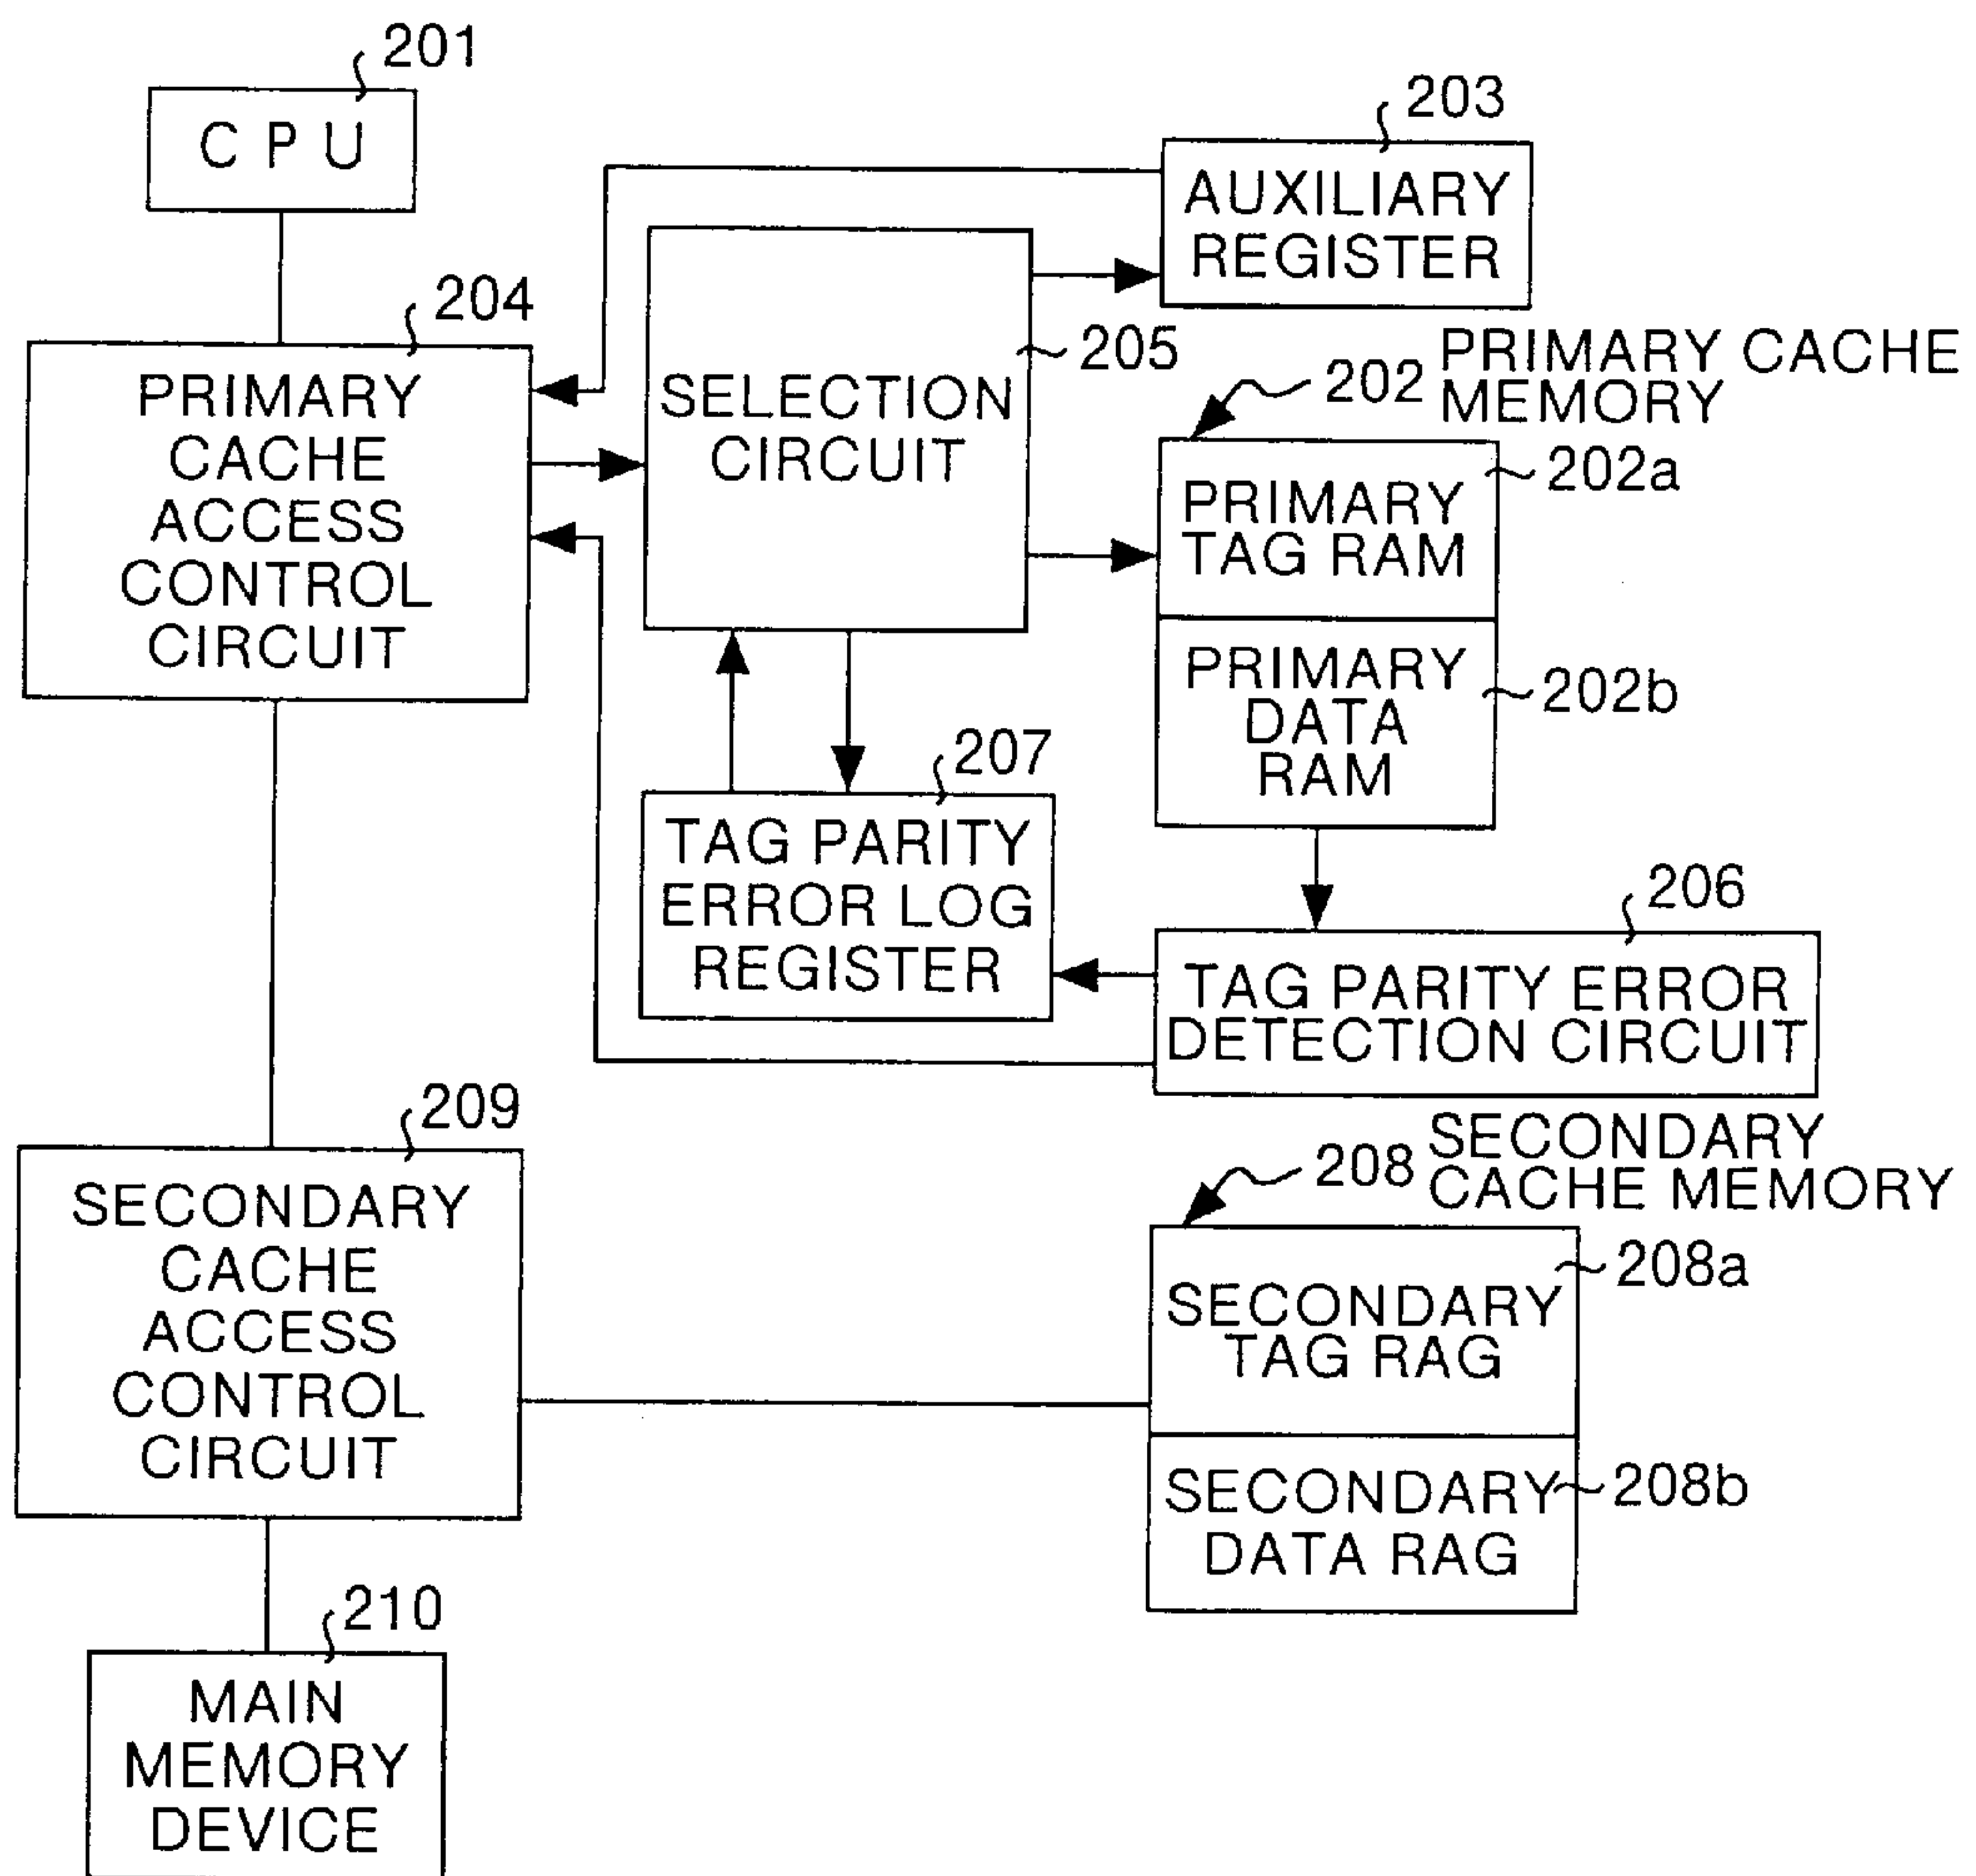 201
C P U
203
AUXILIARY
REGISTER
204
PRIMARY
CACHE
ACCESS
CONTROL
CIRCUIT
205
SELECTION
CIRCUIT
202
PRIMARY CACHE
MEMORY
202a
PRIMARY
TAG RAM
202b
PRIMARY
DATA
RAM
207
TAG PARITY
ERROR LOG
REGISTER
206
TAG PARITY ERROR
DETECTION CIRCUIT
209
SECONDARY
CACHE
ACCESS
CONTROL
CIRCUIT
208
SECONDARY
CACHE MEMORY
208a
SECONDARY
TAG RAG
208b
SECONDARY
DATA RAG
210
MAIN
MEMORY
DEVICE